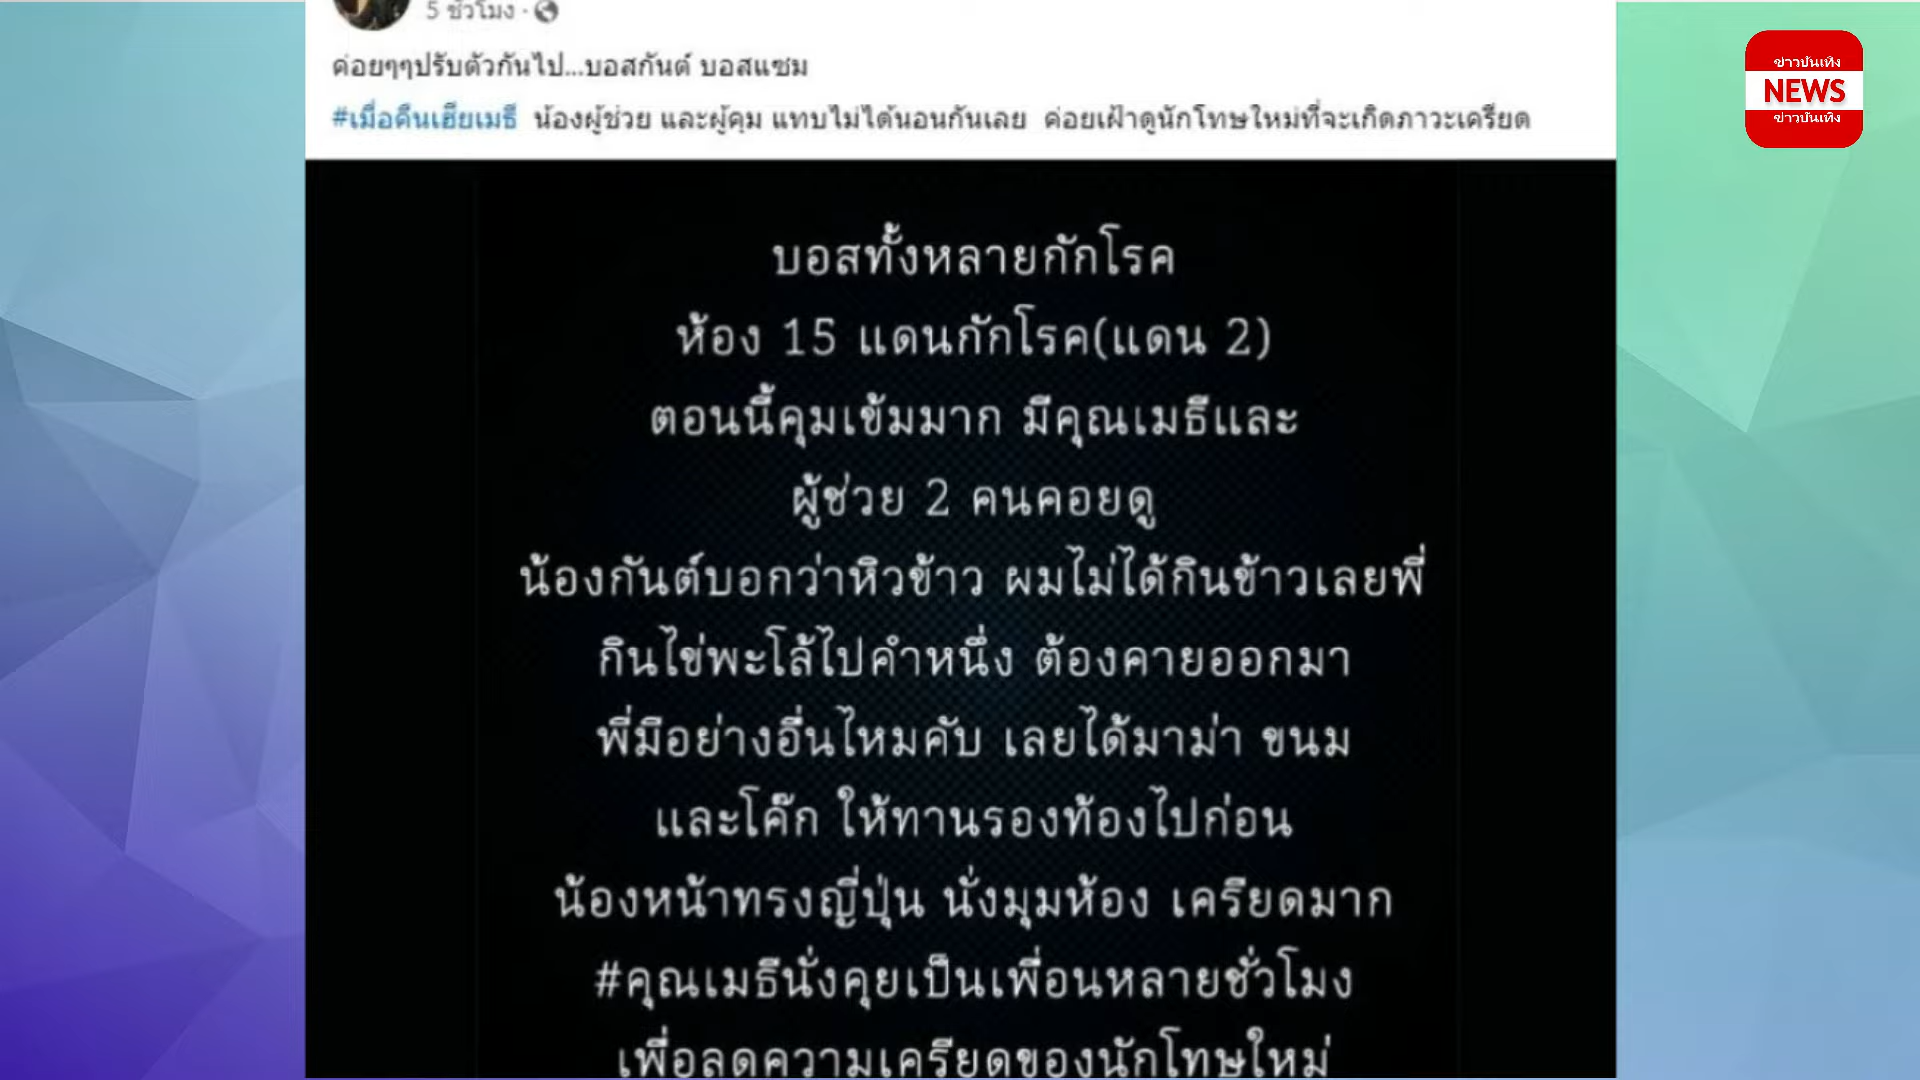 5 ชั่วโมง ·
ค่อยๆๆปรับตัวกันไป...บอสกันต์ บอสแซม
#เมื่อคืนเฮียเมธี น้องผู้ช่วย และผู้คุม แทบไม่ได้นอนกันเลย ค่อยเฝ้าดูนักโทษใหม่ที่จะเกิดภาวะเครียด
บอสทั้งหลายกักโรค
ห้อง 15 แดนกักโรค(แดน 2)
ตอนนี้คุมเข้มมาก มีคุณเมธีและ
ผู้ช่วย 2 คนคอยดู
น้องกันต์บอกว่าหิวข้าว ผมไม่ได้กินข้าวเลยพี่
กินไข่พะโล้ไปคำหนึ่ง ต้องคายออกมา
พี่มีอย่างอื่นไหมคับ เลยได้มาม่า ขนม
และโค๊ก ให้ทานรองท้องไปก่อน
น้องหน้าทรงญี่ปุ่น นั่งมุมห้อง เครียดมาก
#คุณเมธีนั่งคุยเป็นเพื่อนหลายชั่วโมง
เพื่อลดความเครียดของนักโทษใหม่
ข่าวบันเทิง
NEWS
ข่าวบันเทิง